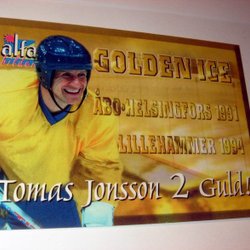 alfa
GOLDEN ICE
ÅBO-HELSINGFORS 1991
LILLEHAMMER 1994
Tomas Jonsson 2 Guld!